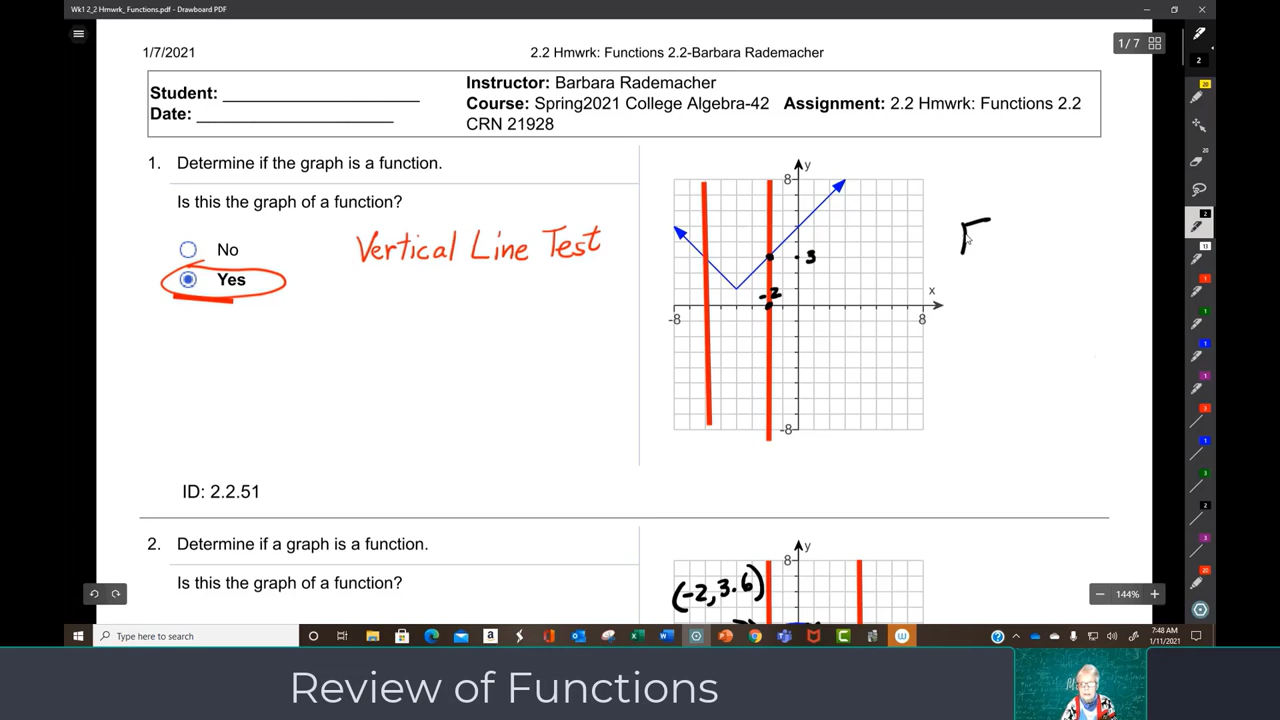 Wk1 2_2 Hmwrk_ Functions.pdf - Drawboard PDF
1/7/2021
2.2 Hmwrk: Functions 2.2-Barbara Rademacher
1 / 7
Student:
Date:
Instructor: Barbara Rademacher
Course: Spring2021 College Algebra-42
CRN 21928
Assignment: 2.2 Hmwrk: Functions 2.2
1. Determine if the graph is a function.
Is this the graph of a function?
No
Yes
Vertical Line Test
y
8
3
-2
x
-8
8
-8
ID: 2.2.51
2. Determine if a graph is a function.
Is this the graph of a function?
y
8
(-2, 3.6)
144%
Type here to search
7:48 AM
1/11/2021
Review of Functions